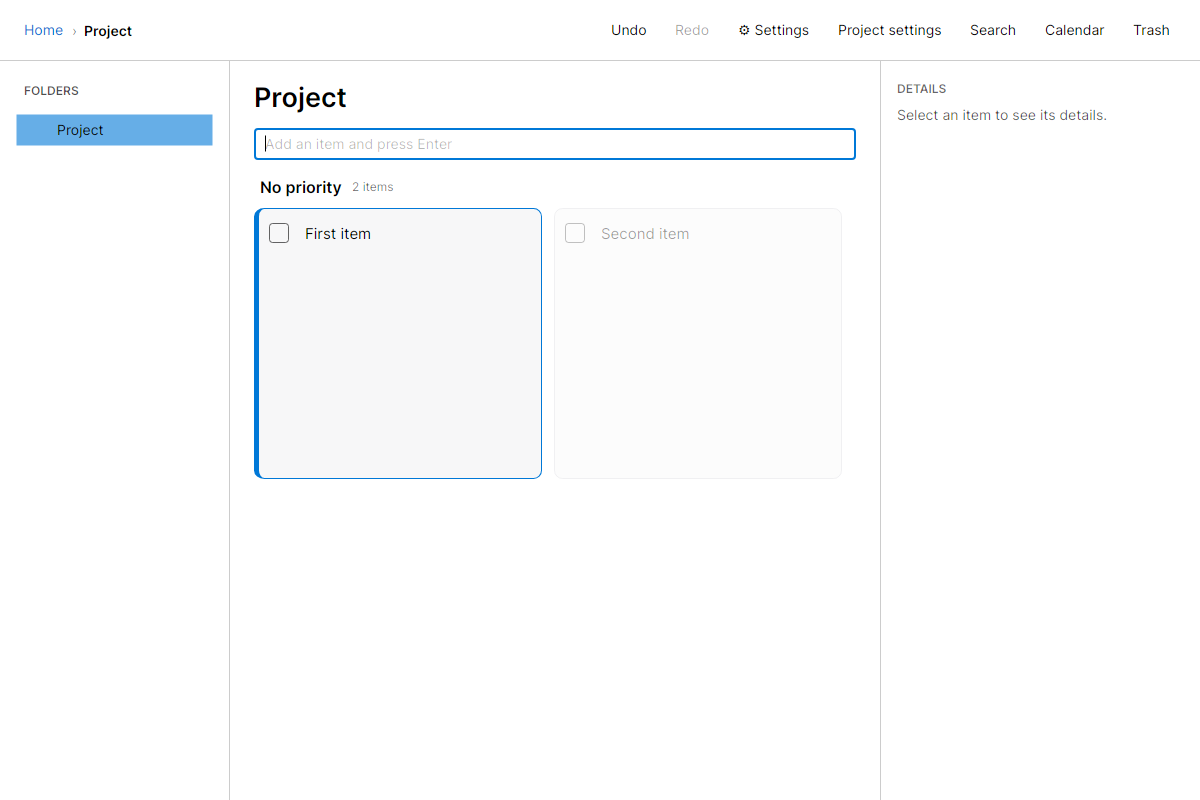 Home › Project
Undo
Redo
⚙ Settings
Project settings
Search
Calendar
Trash
FOLDERS
Project
Project
Add an item and press Enter
No priority 2 items
First item
Second item
DETAILS
Select an item to see its details.